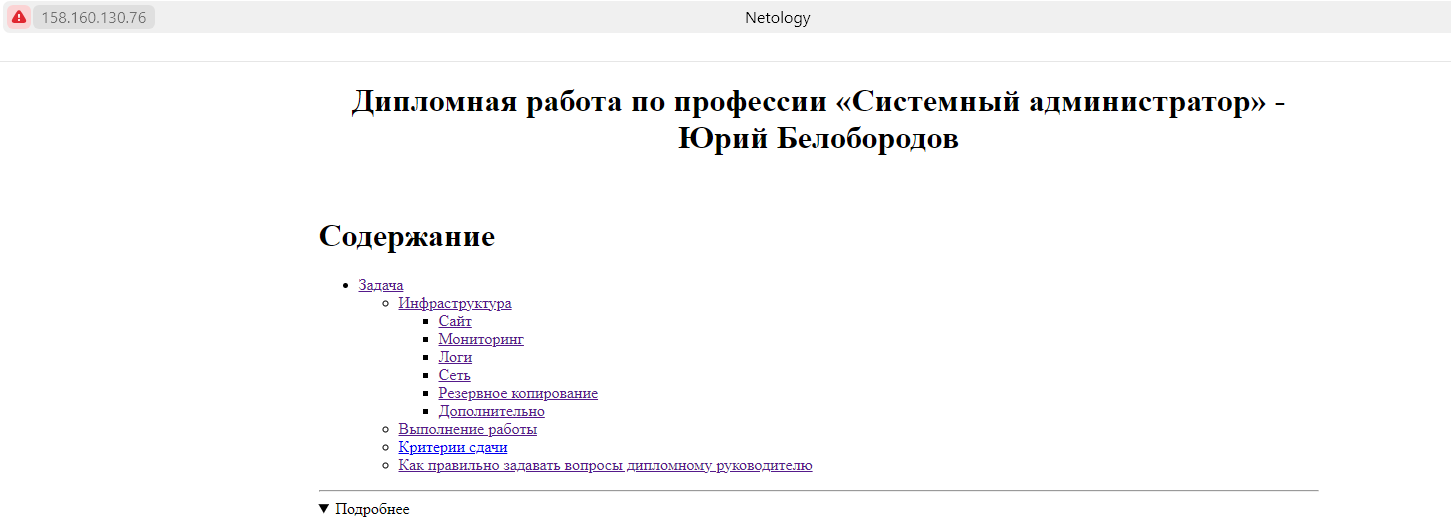 158.160.130.76
Netology
Дипломная работа по профессии «Системный администратор» -
Юрий Белобородов
Содержание
Задача
Инфраструктура
Сайт
Мониторинг
Логи
Сеть
Резервное копирование
Дополнительно
Выполнение работы
Критерии сдачи
Как правильно задавать вопросы дипломному руководителю
Подробнее